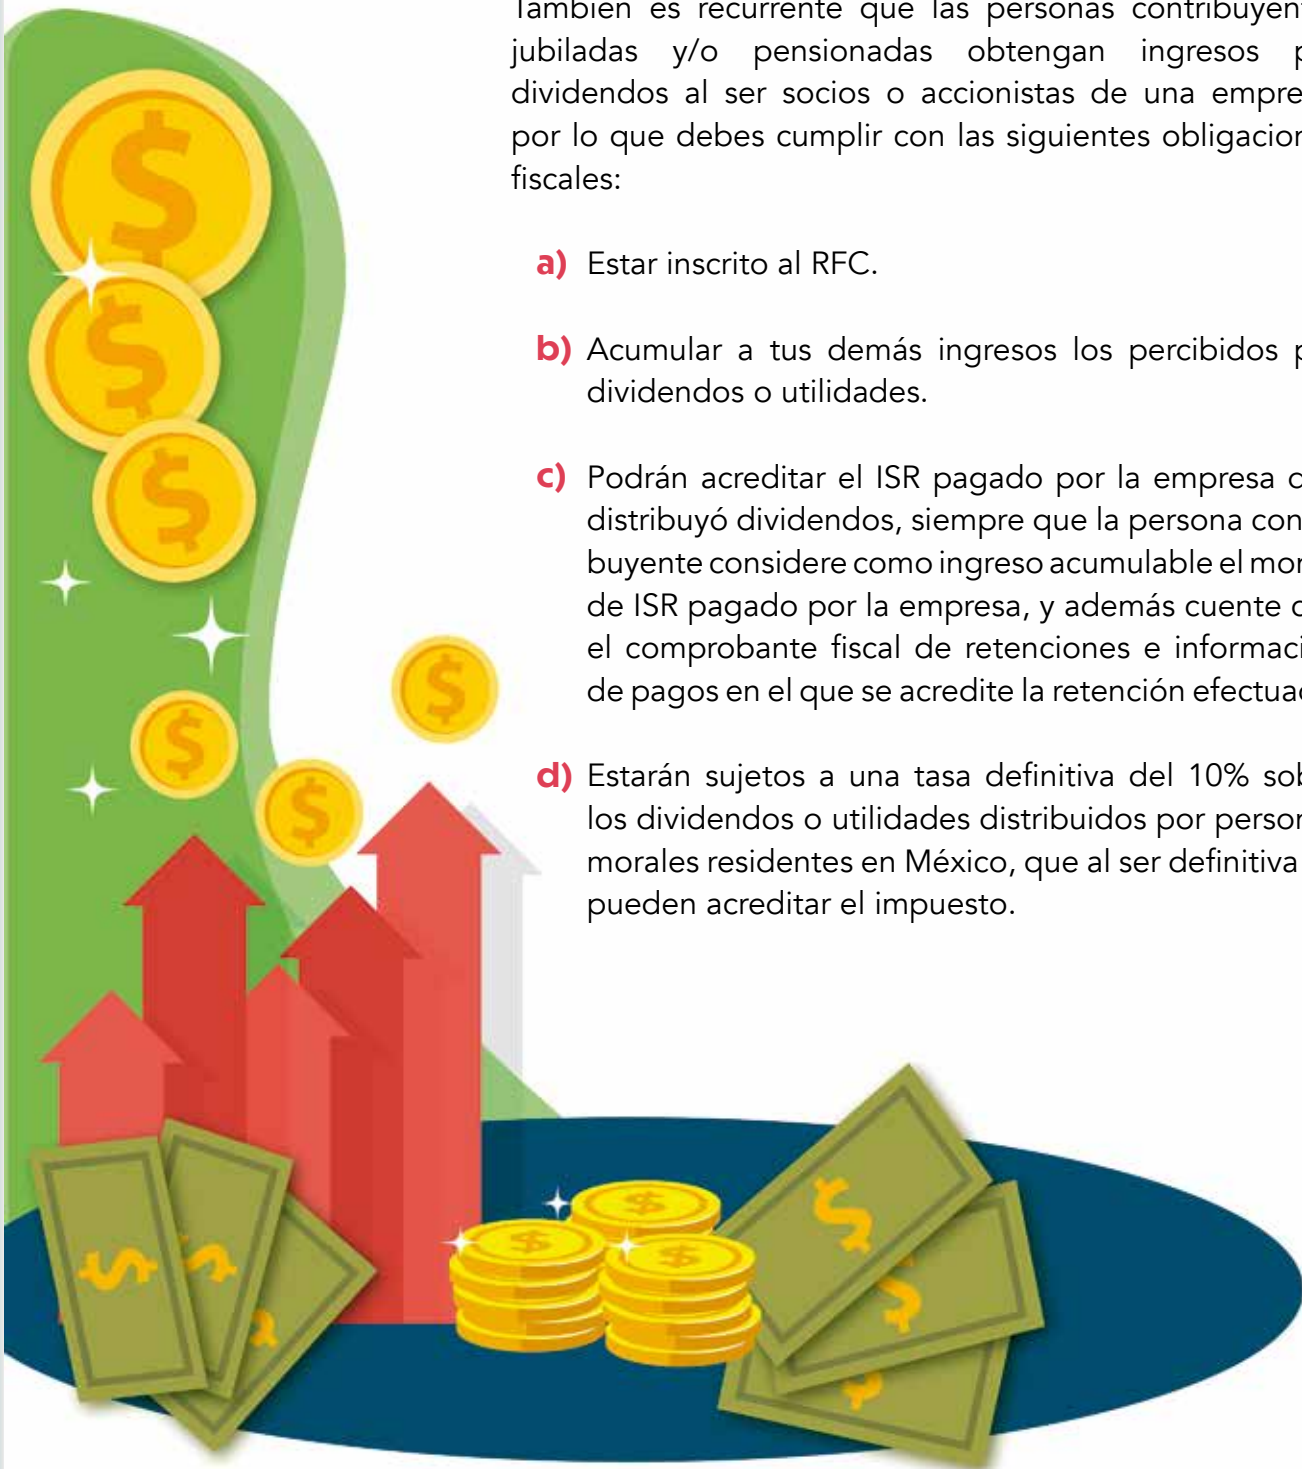 También es recurrente que las personas contribuyent
jubiladas y/o pensionadas obtengan ingresos p
dividendos al ser socios o accionistas de una empre
por lo que debes cumplir con las siguientes obligacion
fiscales:
a) Estar inscrito al RFC.
b) Acumular a tus demás ingresos los percibidos p
dividendos o utilidades.
c) Podrán acreditar el ISR pagado por la empresa
distribuyó dividendos, siempre que la persona con
buyente considere como ingreso acumulable el
de ISR pagado por la empresa, y además cuente c
el comprobante fiscal de retenciones e informaci
de pagos en el que se acredite la retención efectua
d) Estarán sujetos a una tasa definitiva del 10% sob
los dividendos o utilidades distribuidos por person
morales residentes en México, que al ser definitiva
pueden acreditar el impuesto.